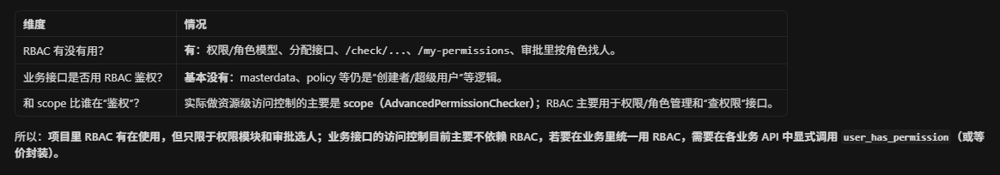 维度 情况
RBAC 有没有用？ 有：权限/角色模型、分配接口、/check/...、/my-permissions、审批里按角色找人。
业务接口是否用 RBAC 鉴权？ 基本没有：masterdata、policy 等仍是“创建者/超级用户”等逻辑。
和 scope 比谁在“鉴权”？ 实际做资源级访问控制的主要是 scope（AdvancedPermissionChecker）；RBAC 主要用于权限/角色管理和“查权限”接口。
所以：项目里 RBAC 有在使用，但只限于权限模块和审批选人；业务接口的访问控制目前主要不依赖 RBAC，若要在业务里统一用 RBAC，需要在各业务 API 中显式调用 user_has_permission（或等
价封装）。